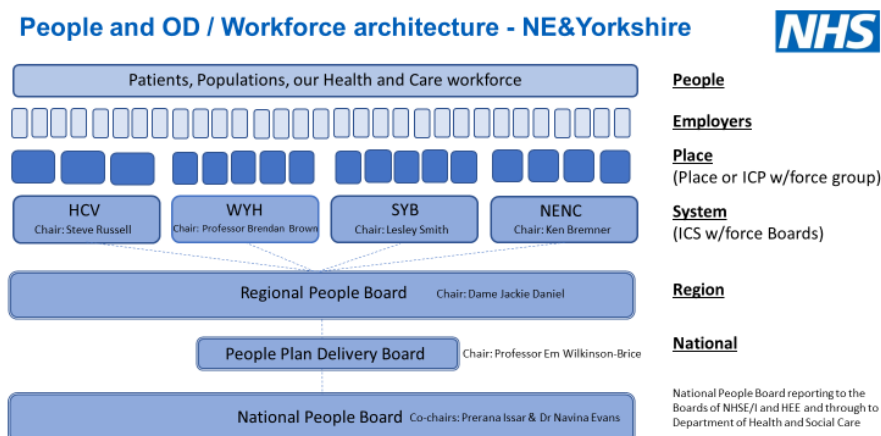 People and OD / Workforce architecture - NE&Yorkshire
NHS
Patients, Populations, our Health and Care workforce
People
Employers
Place
(Place or ICP w/force group)
HCV
Chair: Steve Russell
WYH
Chair: Professor Brendan Brown
SYB
Chair: Lesley Smith
NENC
Chair: Ken Bremner
System
(ICS w/force Boards)
Regional People Board Chair: Dame Jackie Daniel
Region
People Plan Delivery Board Chair: Professor Em Wilkinson-Brice
National
National People Board Co-chairs: Prerana Issar & Dr Navina Evans
National People Board reporting to the
Boards of NHSE/I and HEE and through to
Department of Health and Social Care